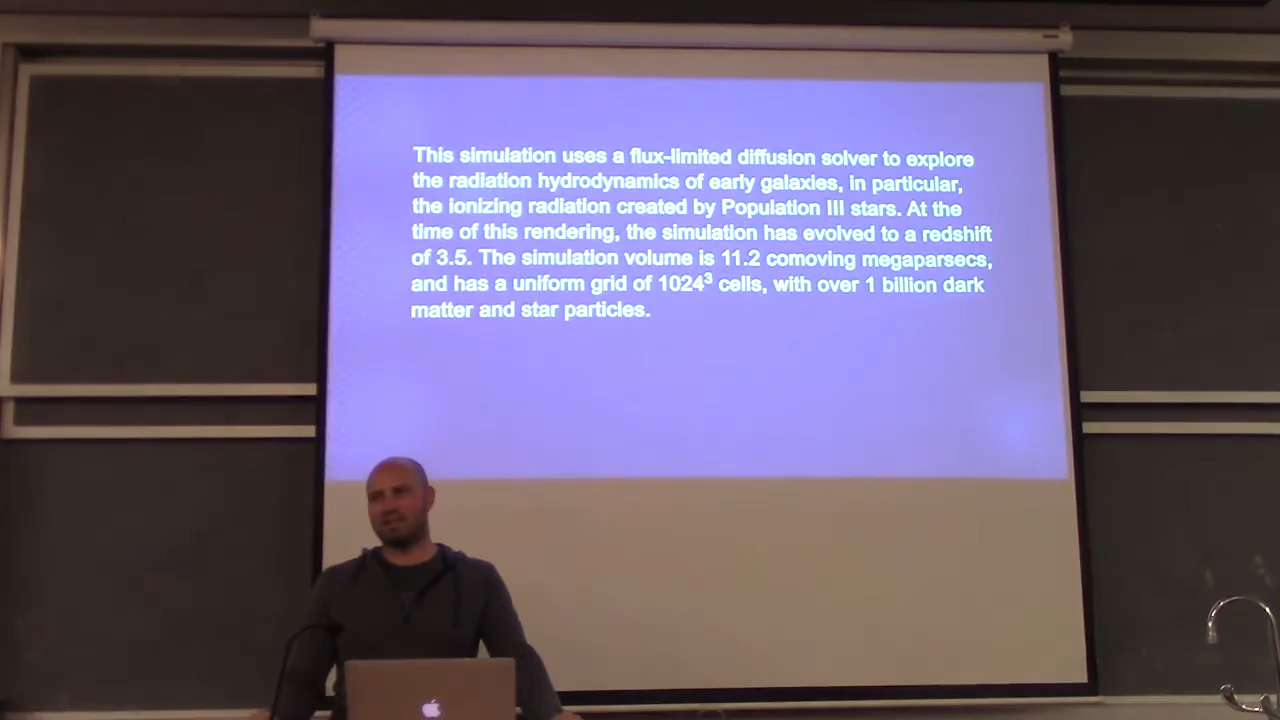 This simulation uses a flux-limited diffusion solver to explore
the radiation hydrodynamics of early galaxies, in particular,
the ionizing radiation created by Population III stars. At the
time of this rendering, the simulation has evolved to a redshift
of 3.5. The simulation volume is 11.2 comoving megaparsecs,
and has a uniform grid of 1024³ cells, with over 1 billion dark
matter and star particles.